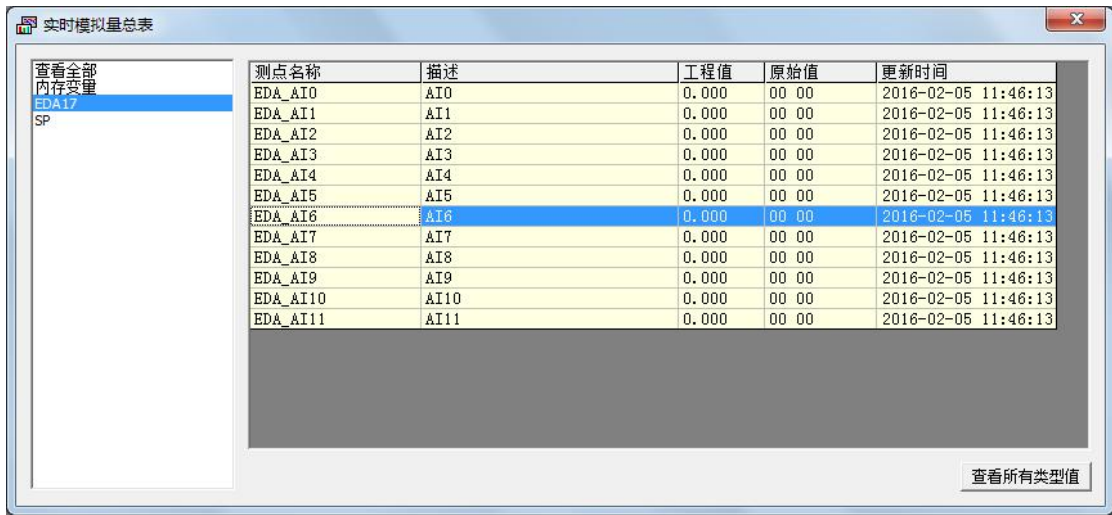 实时模拟量总表
查看全部
内存变量
EDA17
SP
测点名称 描述 工程值 原始值 更新时间
EDA_AI0 AI0 0.000 00 00 2016-02-05 11:46:13
EDA_AI1 AI1 0.000 00 00 2016-02-05 11:46:13
EDA_AI2 AI2 0.000 00 00 2016-02-05 11:46:13
EDA_AI3 AI3 0.000 00 00 2016-02-05 11:46:13
EDA_AI4 AI4 0.000 00 00 2016-02-05 11:46:13
EDA_AI5 AI5 0.000 00 00 2016-02-05 11:46:13
EDA_AI6 AI6 0.000 00 00 2016-02-05 11:46:13
EDA_AI7 AI7 0.000 00 00 2016-02-05 11:46:13
EDA_AI8 AI8 0.000 00 00 2016-02-05 11:46:13
EDA_AI9 AI9 0.000 00 00 2016-02-05 11:46:13
EDA_AI10 AI10 0.000 00 00 2016-02-05 11:46:13
EDA_AI11 AI11 0.000 00 00 2016-02-05 11:46:13
查看所有类型值